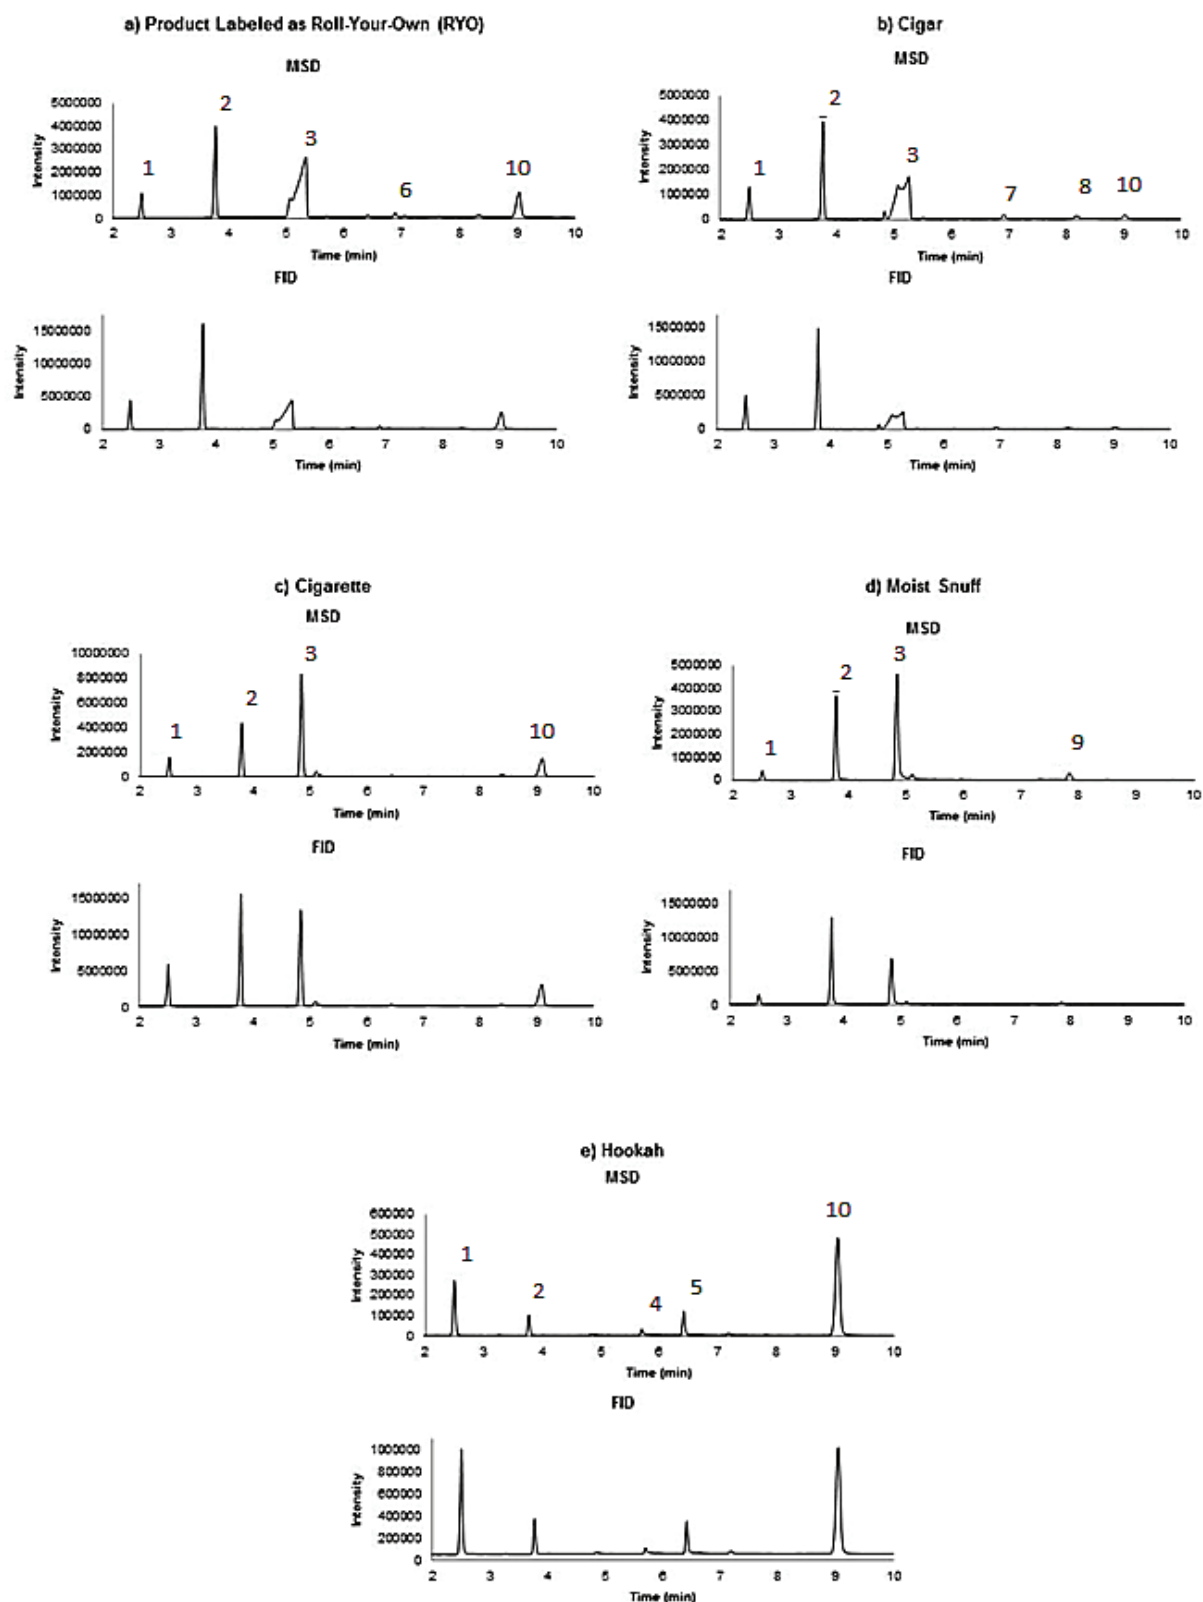 a) Product Labeled as Roll-Your-Own (RYO)
MSD
5000000
4000000
3000000
2000000
1000000
0
Intensity
1
2
3
6
10
2 3 4 5 6 7 8 9 10
Time (min)
FID
15000000
10000000
5000000
0
Intensity
2 3 4 5 6 7 8 9 10
Time (min)
b) Cigar
MSD
5000000
4000000
3000000
2000000
1000000
0
Intensity
1
2
3
7
8
10
2 3 4 5 6 7 8 9 10
Time (min)
FID
15000000
10000000
5000000
0
Intensity
2 3 4 5 6 7 8 9 10
Time (min)
c) Cigarette
MSD
10000000
8000000
6000000
4000000
2000000
0
Intensity
1
2
3
10
2 3 4 5 6 7 8 9 10
Time (min)
FID
15000000
10000000
5000000
0
Intensity
2 3 4 5 6 7 8 9 10
Time (min)
d) Moist Snuff
MSD
5000000
4000000
3000000
2000000
1000000
0
Intensity
1
2
3
9
2 3 4 5 6 7 8 9 10
Time (min)
FID
15000000
10000000
5000000
0
Intensity
2 3 4 5 6 7 8 9 10
Time (min)
e) Hookah
MSD
600000
500000
400000
300000
200000
100000
0
Intensity
1
2
4
5
10
2 3 4 5 6 7 8 9 10
Time (min)
FID
1000000
800000
600000
400000
200000
0
Intensity
2 3 4 5 6 7 8 9 10
Time (min)